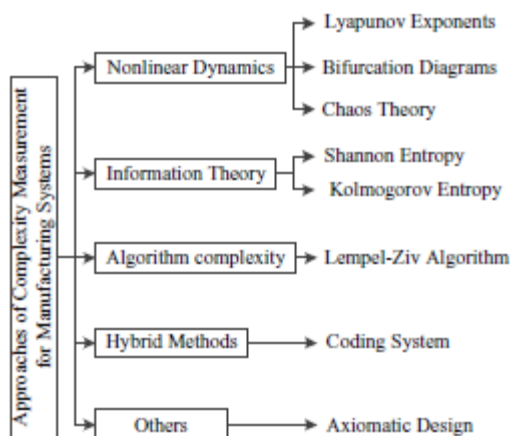 Approaches of Complexity Measurement
for Manufacturing Systems
Nonlinear Dynamics
Lyapunov Exponents
Bifurcation Diagrams
Chaos Theory
Information Theory
Shannon Entropy
Kolmogorov Entropy
Algorithm complexity
Lempel-Ziv Algorithm
Hybrid Methods
Coding System
Others
Axiomatic Design